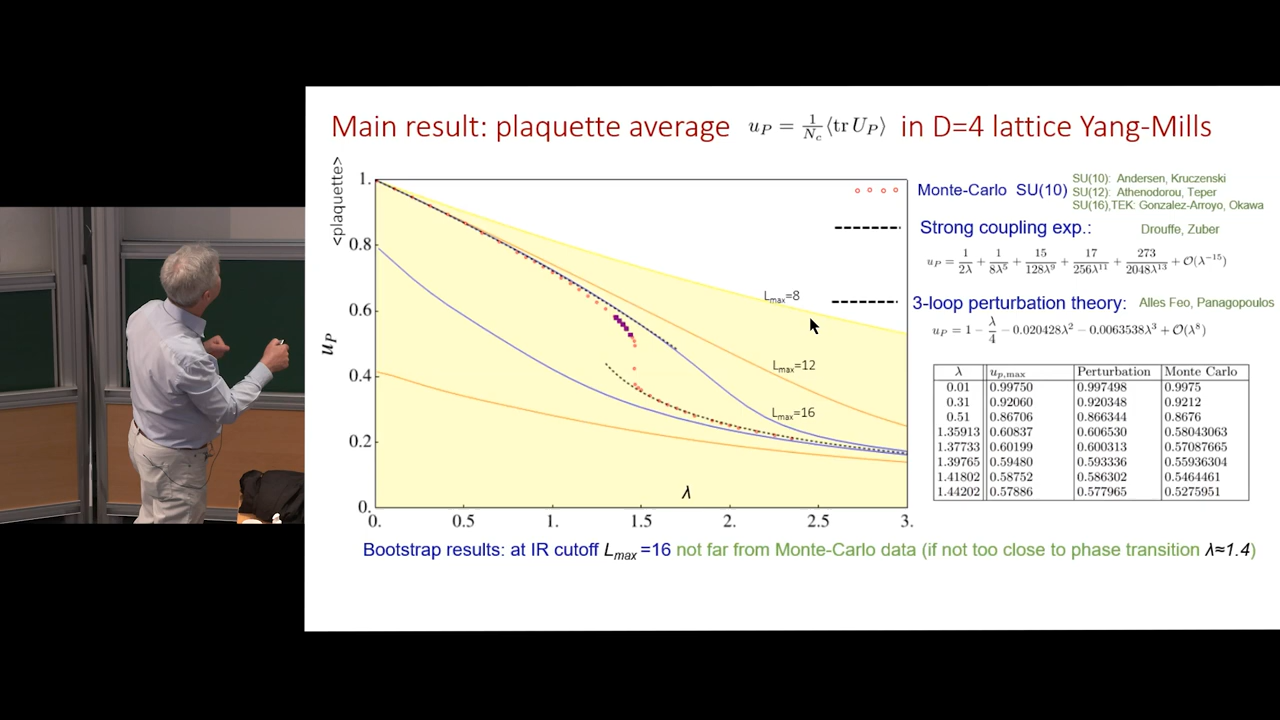 Main result: plaquette average u_P = 1/N_c ⟨tr U_P⟩ in D=4 lattice Yang-Mills
<plaquette>
u_P
1.
0.8
0.6
0.4
0.2
0.
0. 0.5 1. 1.5 2. 2.5 3.
λ
L_max=8
L_max=12
L_max=16
Monte-Carlo SU(10)
SU(10): Andersen, Kruczenski
SU(12): Athenodorou, Teper
SU(16),TEK: Gonzalez-Arroyo, Okawa
Strong coupling exp.: Drouffe, Zuber
u_P = 1/2λ + 1/8λ^5 + 15/128λ^9 + 17/256λ^11 + 273/2048λ^13 + O(λ^-15)
3-loop perturbation theory: Alles Feo, Panagopoulos
u_P = 1 − λ/4 − 0.020428λ^2 − 0.0063538λ^3 + O(λ^8)
λ u_p,max Perturbation Monte Carlo
0.01 0.99750 0.997498 0.9975
0.31 0.92060 0.920348 0.9212
0.51 0.86706 0.866344 0.8676
1.35913 0.60837 0.606530 0.58043063
1.37733 0.60199 0.600313 0.57087665
1.39765 0.59480 0.593336 0.55936304
1.41802 0.58752 0.586302 0.5464461
1.44202 0.57886 0.577965 0.5275951
Bootstrap results: at IR cutoff L_max =16 not far from Monte-Carlo data (if not too close to phase transition λ≈1.4)